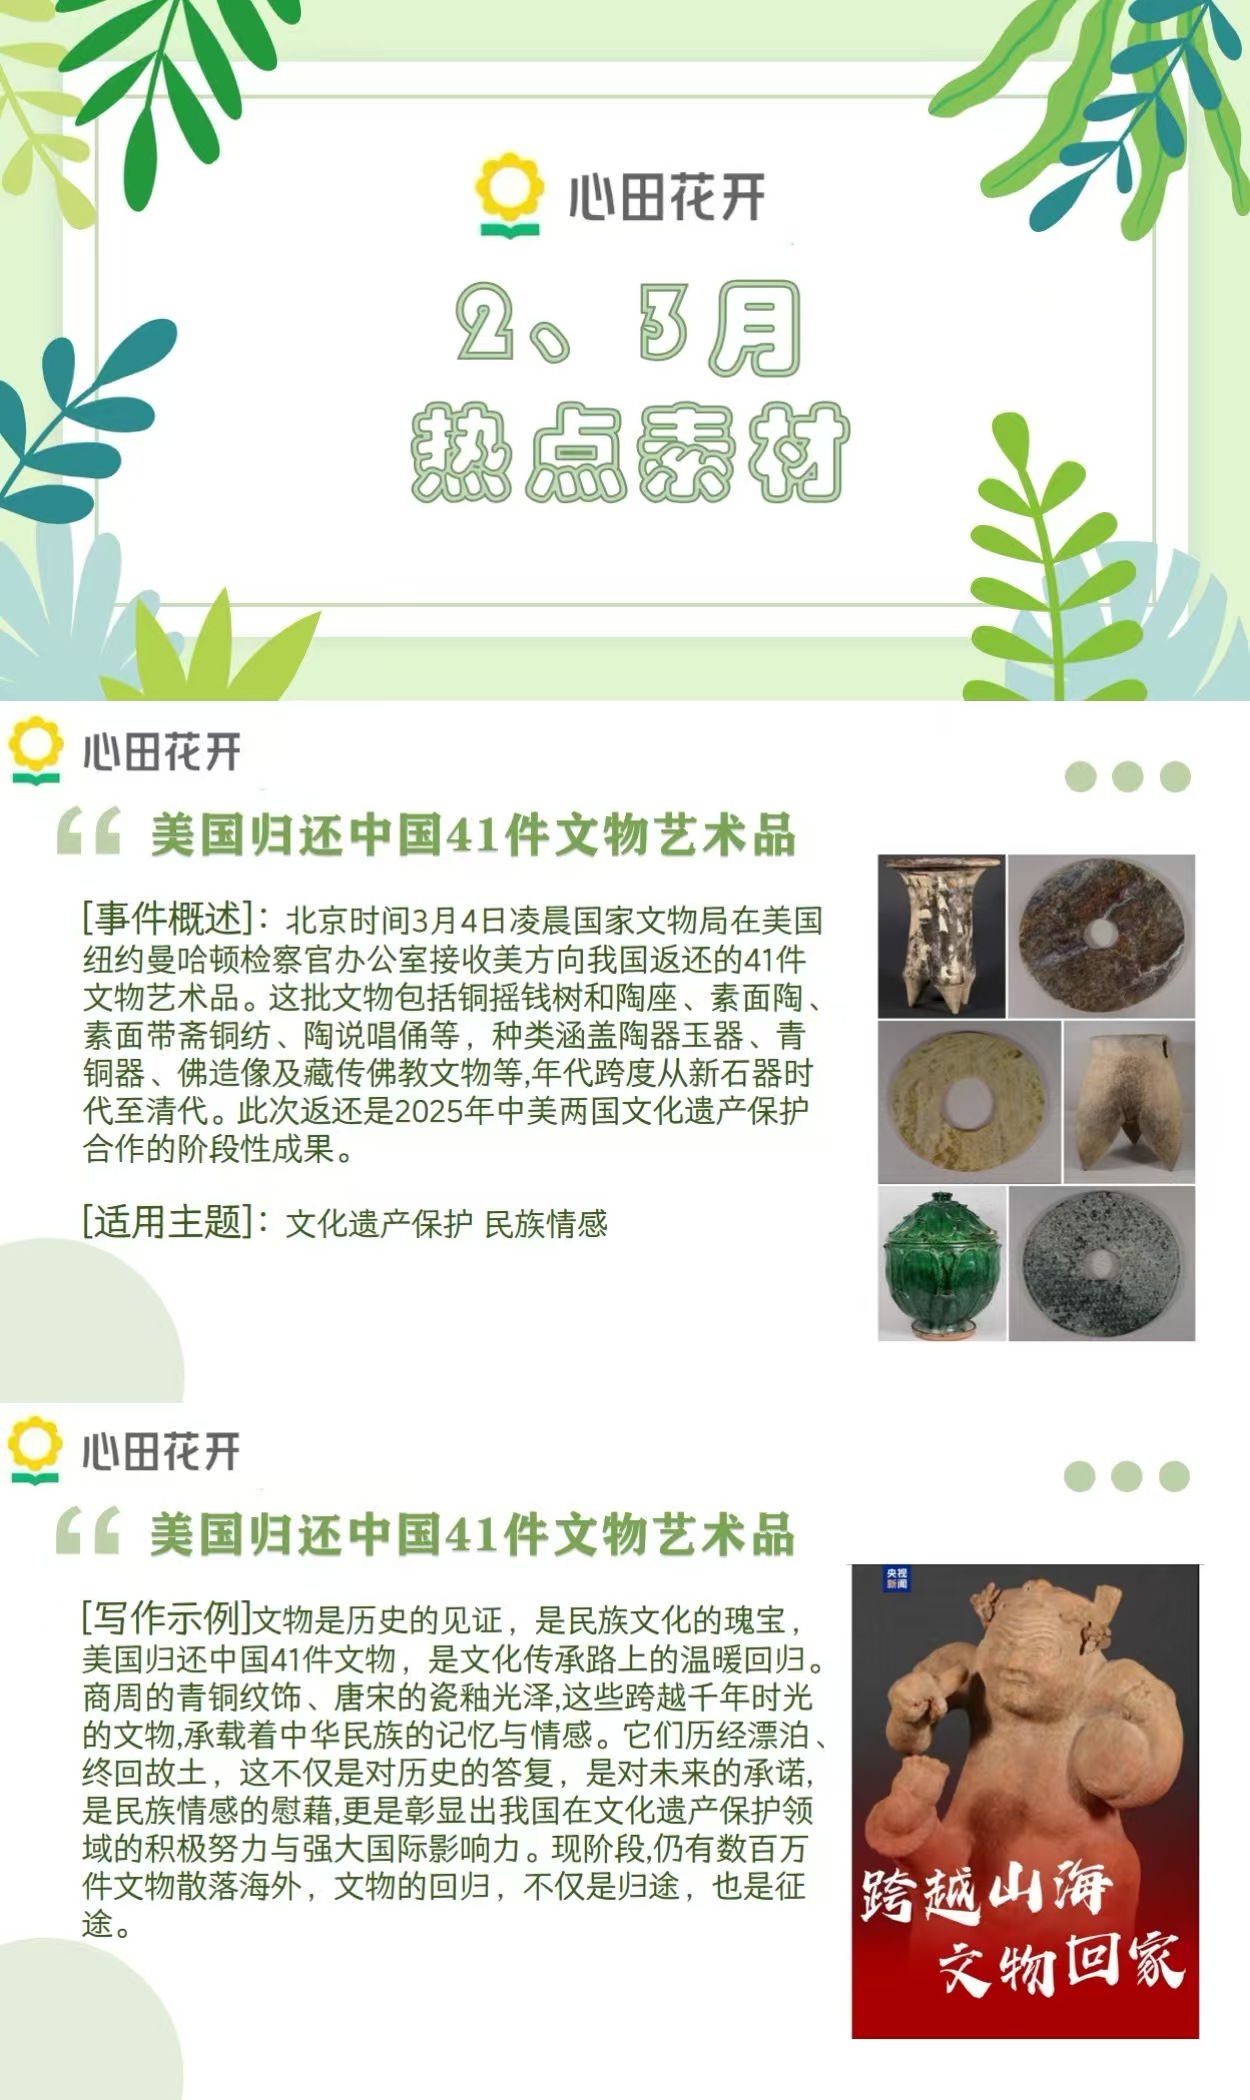 心田花开
2、3月
热点素材
心田花开
美国归还中国41件文物艺术品
[事件概述]：北京时间3月4日凌晨国家文物局在美国
纽约曼哈顿检察官办公室接收美方向我国返还的41件
文物艺术品。这批文物包括铜摇钱树和陶座、素面陶、
素面带斋铜纺、陶说唱俑等，种类涵盖陶器玉器、青
铜器、佛造像及藏传佛教文物等,年代跨度从新石器时
代至清代。此次返还是2025年中美两国文化遗产保护
合作的阶段性成果。
[适用主题]：文化遗产保护 民族情感
心田花开
美国归还中国41件文物艺术品
[写作示例]文物是历史的见证，是民族文化的瑰宝，
美国归还中国41件文物，是文化传承路上的温暖回归。
商周的青铜纹饰、唐宋的瓷釉光泽,这些跨越千年时光
的文物,承载着中华民族的记忆与情感。它们历经漂泊、
终回故土，这不仅是对历史的答复，是对未来的承诺,
是民族情感的慰藉,更是彰显出我国在文化遗产保护领
域的积极努力与强大国际影响力。现阶段,仍有数百万
件文物散落海外，文物的回归，不仅是归途，也是征
途。
央视
新闻
跨越山海
文物回家